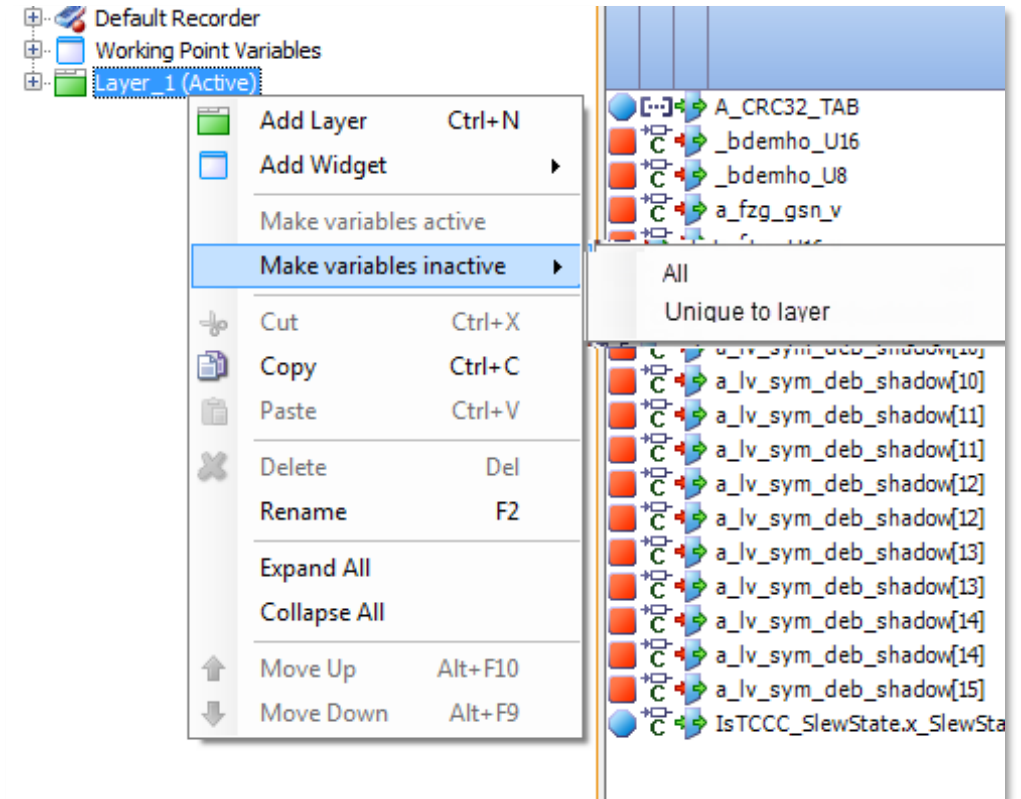 Default Recorder
Working Point Variables
Layer_1 (Active)
Add Layer Ctrl+N
Add Widget
Make variables active
Make variables inactive
Cut Ctrl+X
Copy Ctrl+C
Paste Ctrl+V
Delete Del
Rename F2
Expand All
Collapse All
Move Up Alt+F10
Move Down Alt+F9
All
Unique to layer
A_CRC32_TAB
_bdemho_U16
_bdemho_U8
a_fzg_gsn_v
a_lv_sym_deb_shadow[10]
a_lv_sym_deb_shadow[10]
a_lv_sym_deb_shadow[11]
a_lv_sym_deb_shadow[11]
a_lv_sym_deb_shadow[12]
a_lv_sym_deb_shadow[12]
a_lv_sym_deb_shadow[13]
a_lv_sym_deb_shadow[13]
a_lv_sym_deb_shadow[14]
a_lv_sym_deb_shadow[14]
a_lv_sym_deb_shadow[15]
IsTCCC_SlewState.x_SlewSta